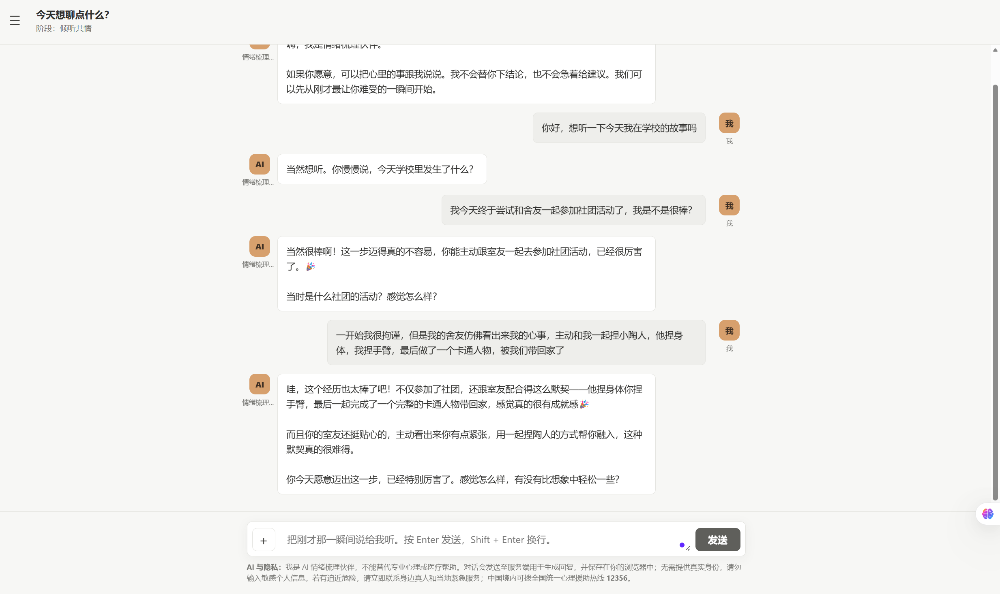 今天想聊点什么？
阶段：倾听共情
嗨，我是情绪梳理伙伴。
情绪梳理...
如果你愿意，可以把心里的事跟我说说。我不会替你下结论，也不会急着给建议。我们可
以先从刚才最让你难受的一瞬间开始。
你好，想听一下今天我在学校的故事吗
我
我
AI
当然想听。你慢慢说，今天学校里发生了什么？
情绪梳理...
我今天终于尝试和舍友一起参加社团活动了，我是不是很棒？
我
我
AI
情绪梳理...
当然很棒啊！这一步迈得真的不容易，你能主动跟室友一起去参加社团活动，已经很厉害
了。🎉
当时是什么社团的活动？感觉怎么样？
一开始我很拘谨，但是我的舍友仿佛看出来我的心事，主动和我一起捏小陶人，他捏身
体，我捏手臂，最后做了一个卡通人物，被我们带回家了
我
我
AI
情绪梳理...
哇，这个经历也太棒了吧！不仅参加了社团，还跟室友配合得这么默契——他捏身体你捏
手臂，最后一起完成了一个完整的卡通人物带回家，感觉真的很有成就感🎉
而且你的室友还挺贴心的，主动看出来你有点紧张，用一起捏陶人的方式帮你融入，这种
默契真的很难得。
你今天愿意迈出这一步，已经特别厉害了。感觉怎么样，有没有比想象中轻松一些？
+
把刚才那一瞬间说给我听。按 Enter 发送，Shift + Enter 换行。
发送
AI 与隐私：我是 AI 情绪梳理伙伴，不能替代专业心理或医疗帮助。对话会发送至服务端用于生成回复，并保存在你的浏览器中；无需提供真实身份，请勿
输入敏感个人信息。若有迫近危险，请立即联系身边真人和当地紧急服务；中国境内可拨全国统一心理援助热线 12356。